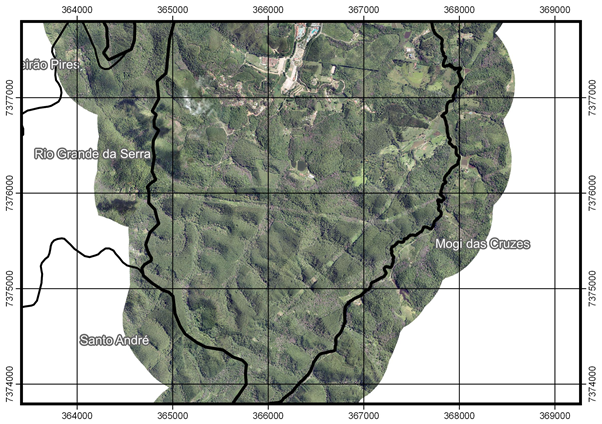 364000 365000 366000 367000 368000 369000
eirão Pires
7377000 7377000
Rio Grande da Serra
7376000 7376000
Mogi das Cruzes
7375000 7375000
Santo André
7374000 7374000
364000 365000 366000 367000 368000 369000